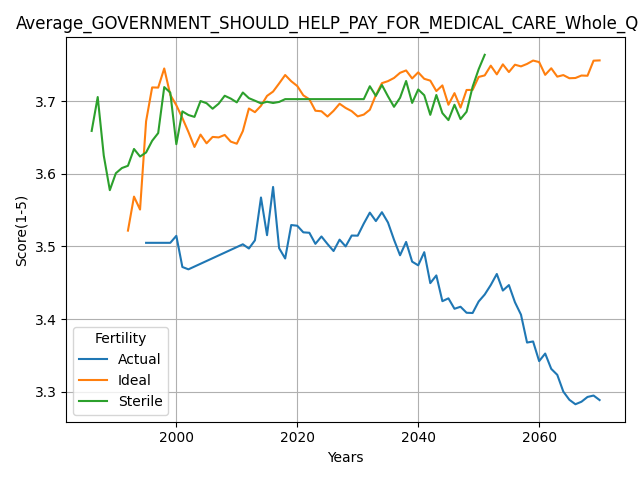 Average_GOVERNMENT_SHOULD_HELP_PAY_FOR_MEDICAL_CARE_Whole_Q
Score(1-5)
3.7
3.6
3.5
3.4
3.3
Fertility
Actual
Ideal
Sterile
2000 2020 2040 2060
Years